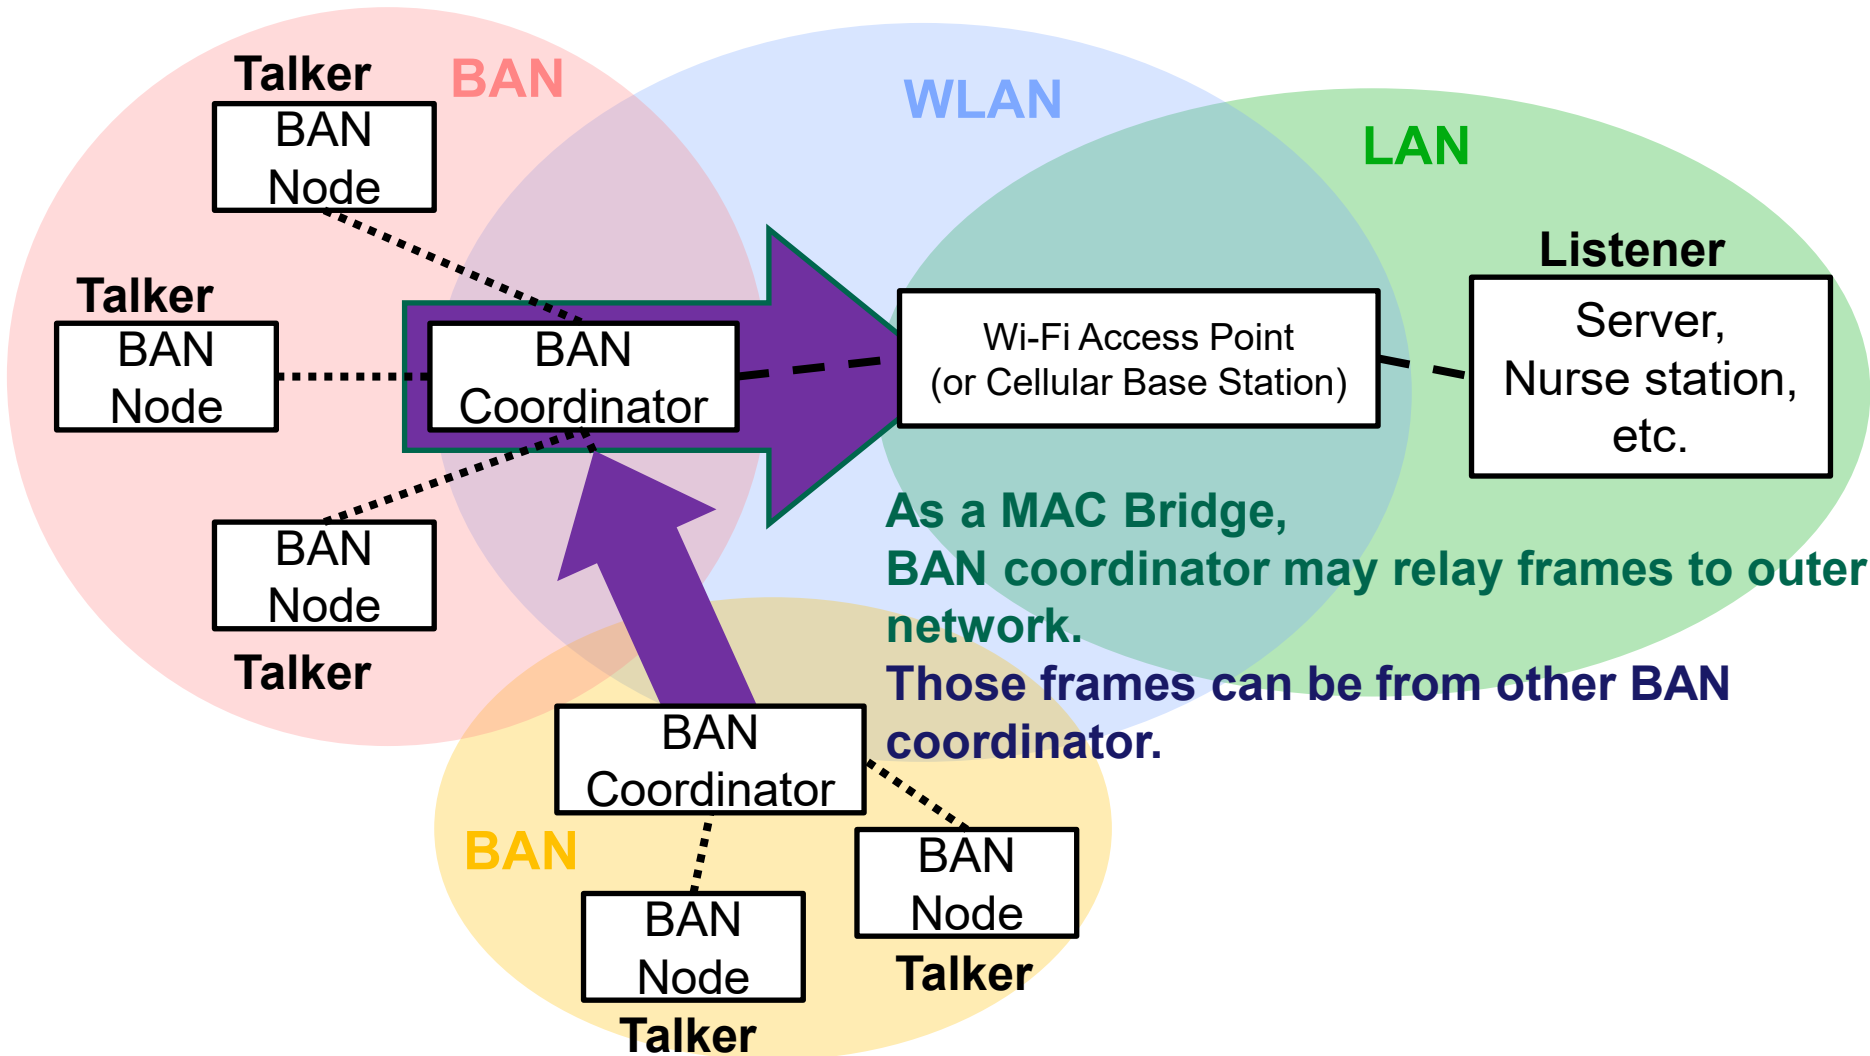 Talker
BAN
Node
BAN
WLAN
LAN
Talker
BAN
Node
BAN
Coordinator
Wi-Fi Access Point
(or Cellular Base Station)
Listener
Server,
Nurse station,
etc.
BAN
Node
Talker
As a MAC Bridge,
BAN coordinator may relay frames to outer
network.
Those frames can be from other BAN
coordinator.
BAN
Coordinator
BAN
BAN
Node
Talker
BAN
Node
Talker